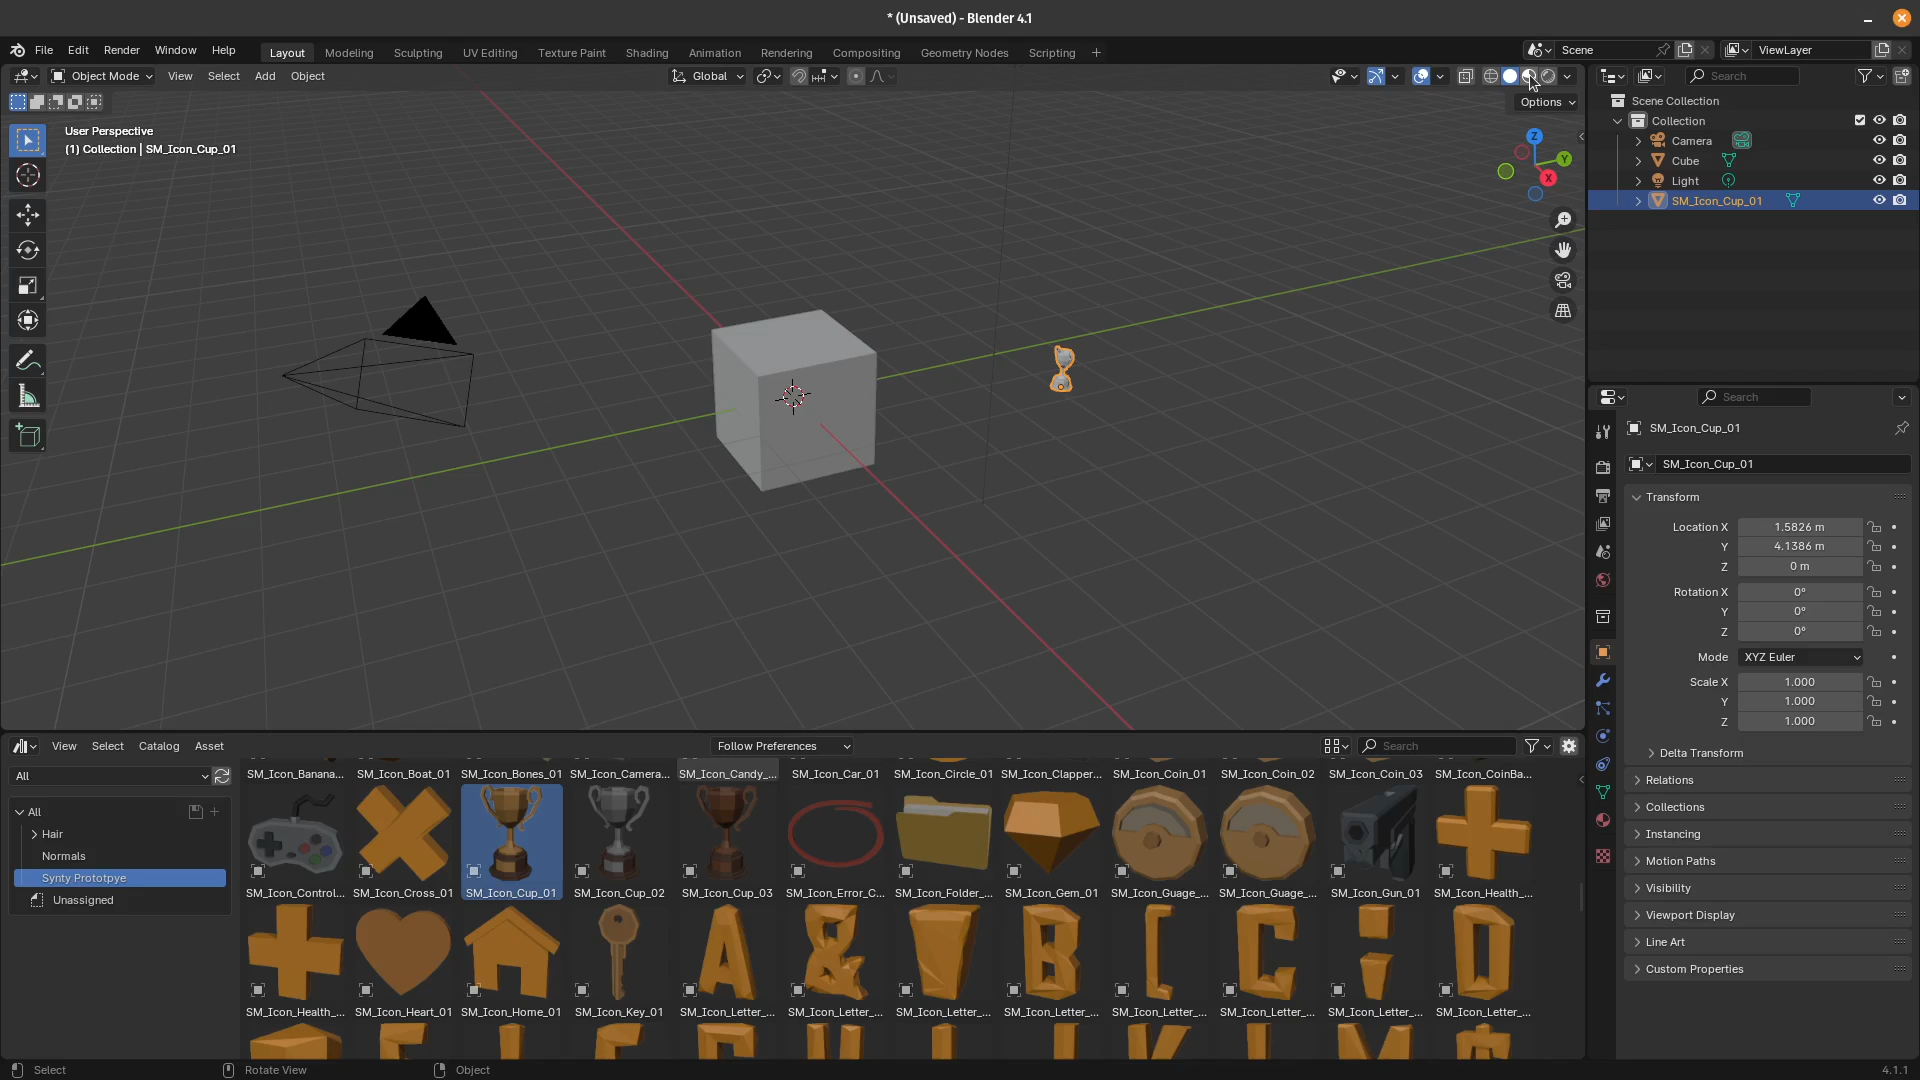 * (Unsaved) - Blender 4.1
File Edit Render Window Help
Layout Modeling Sculpting UV Editing Texture Paint Shading Animation Rendering Compositing Geometry Nodes Scripting +
Scene
ViewLayer
Object Mode View Select Add Object
Global
Options
User Perspective
(1) Collection | SM_Icon_Cup_01
Z
Y
X
Search
Scene Collection
Collection
Camera
Cube
Light
SM_Icon_Cup_01
Search
SM_Icon_Cup_01
SM_Icon_Cup_01
Transform
Location X 1.5826 m
Y 4.1386 m
Z 0 m
Rotation X 0°
Y 0°
Z 0°
Mode XYZ Euler
Scale X 1.000
Y 1.000
Z 1.000
Delta Transform
Relations
Collections
Instancing
Motion Paths
Visibility
Viewport Display
Line Art
Custom Properties
View Select Catalog Asset
Follow Preferences
Search
All
All
Hair
Normals
Synty Prototpye
Unassigned
SM_Icon_Banana... SM_Icon_Boat_01 SM_Icon_Bones_01 SM_Icon_Camera... SM_Icon_Candy_... SM_Icon_Car_01 SM_Icon_Circle_01 SM_Icon_Clapper... SM_Icon_Coin_01 SM_Icon_Coin_02 SM_Icon_Coin_03 SM_Icon_CoinBa...
SM_Icon_Control... SM_Icon_Cross_01 SM_Icon_Cup_01 SM_Icon_Cup_02 SM_Icon_Cup_03 SM_Icon_Error_C... SM_Icon_Folder_... SM_Icon_Gem_01 SM_Icon_Guage_... SM_Icon_Guage_... SM_Icon_Gun_01 SM_Icon_Health_...
SM_Icon_Health_... SM_Icon_Heart_01 SM_Icon_Home_01 SM_Icon_Key_01 SM_Icon_Letter_... SM_Icon_Letter_... SM_Icon_Letter_... SM_Icon_Letter_... SM_Icon_Letter_... SM_Icon_Letter_... SM_Icon_Letter_... SM_Icon_Letter_...
Select Rotate View Object
4.1.1